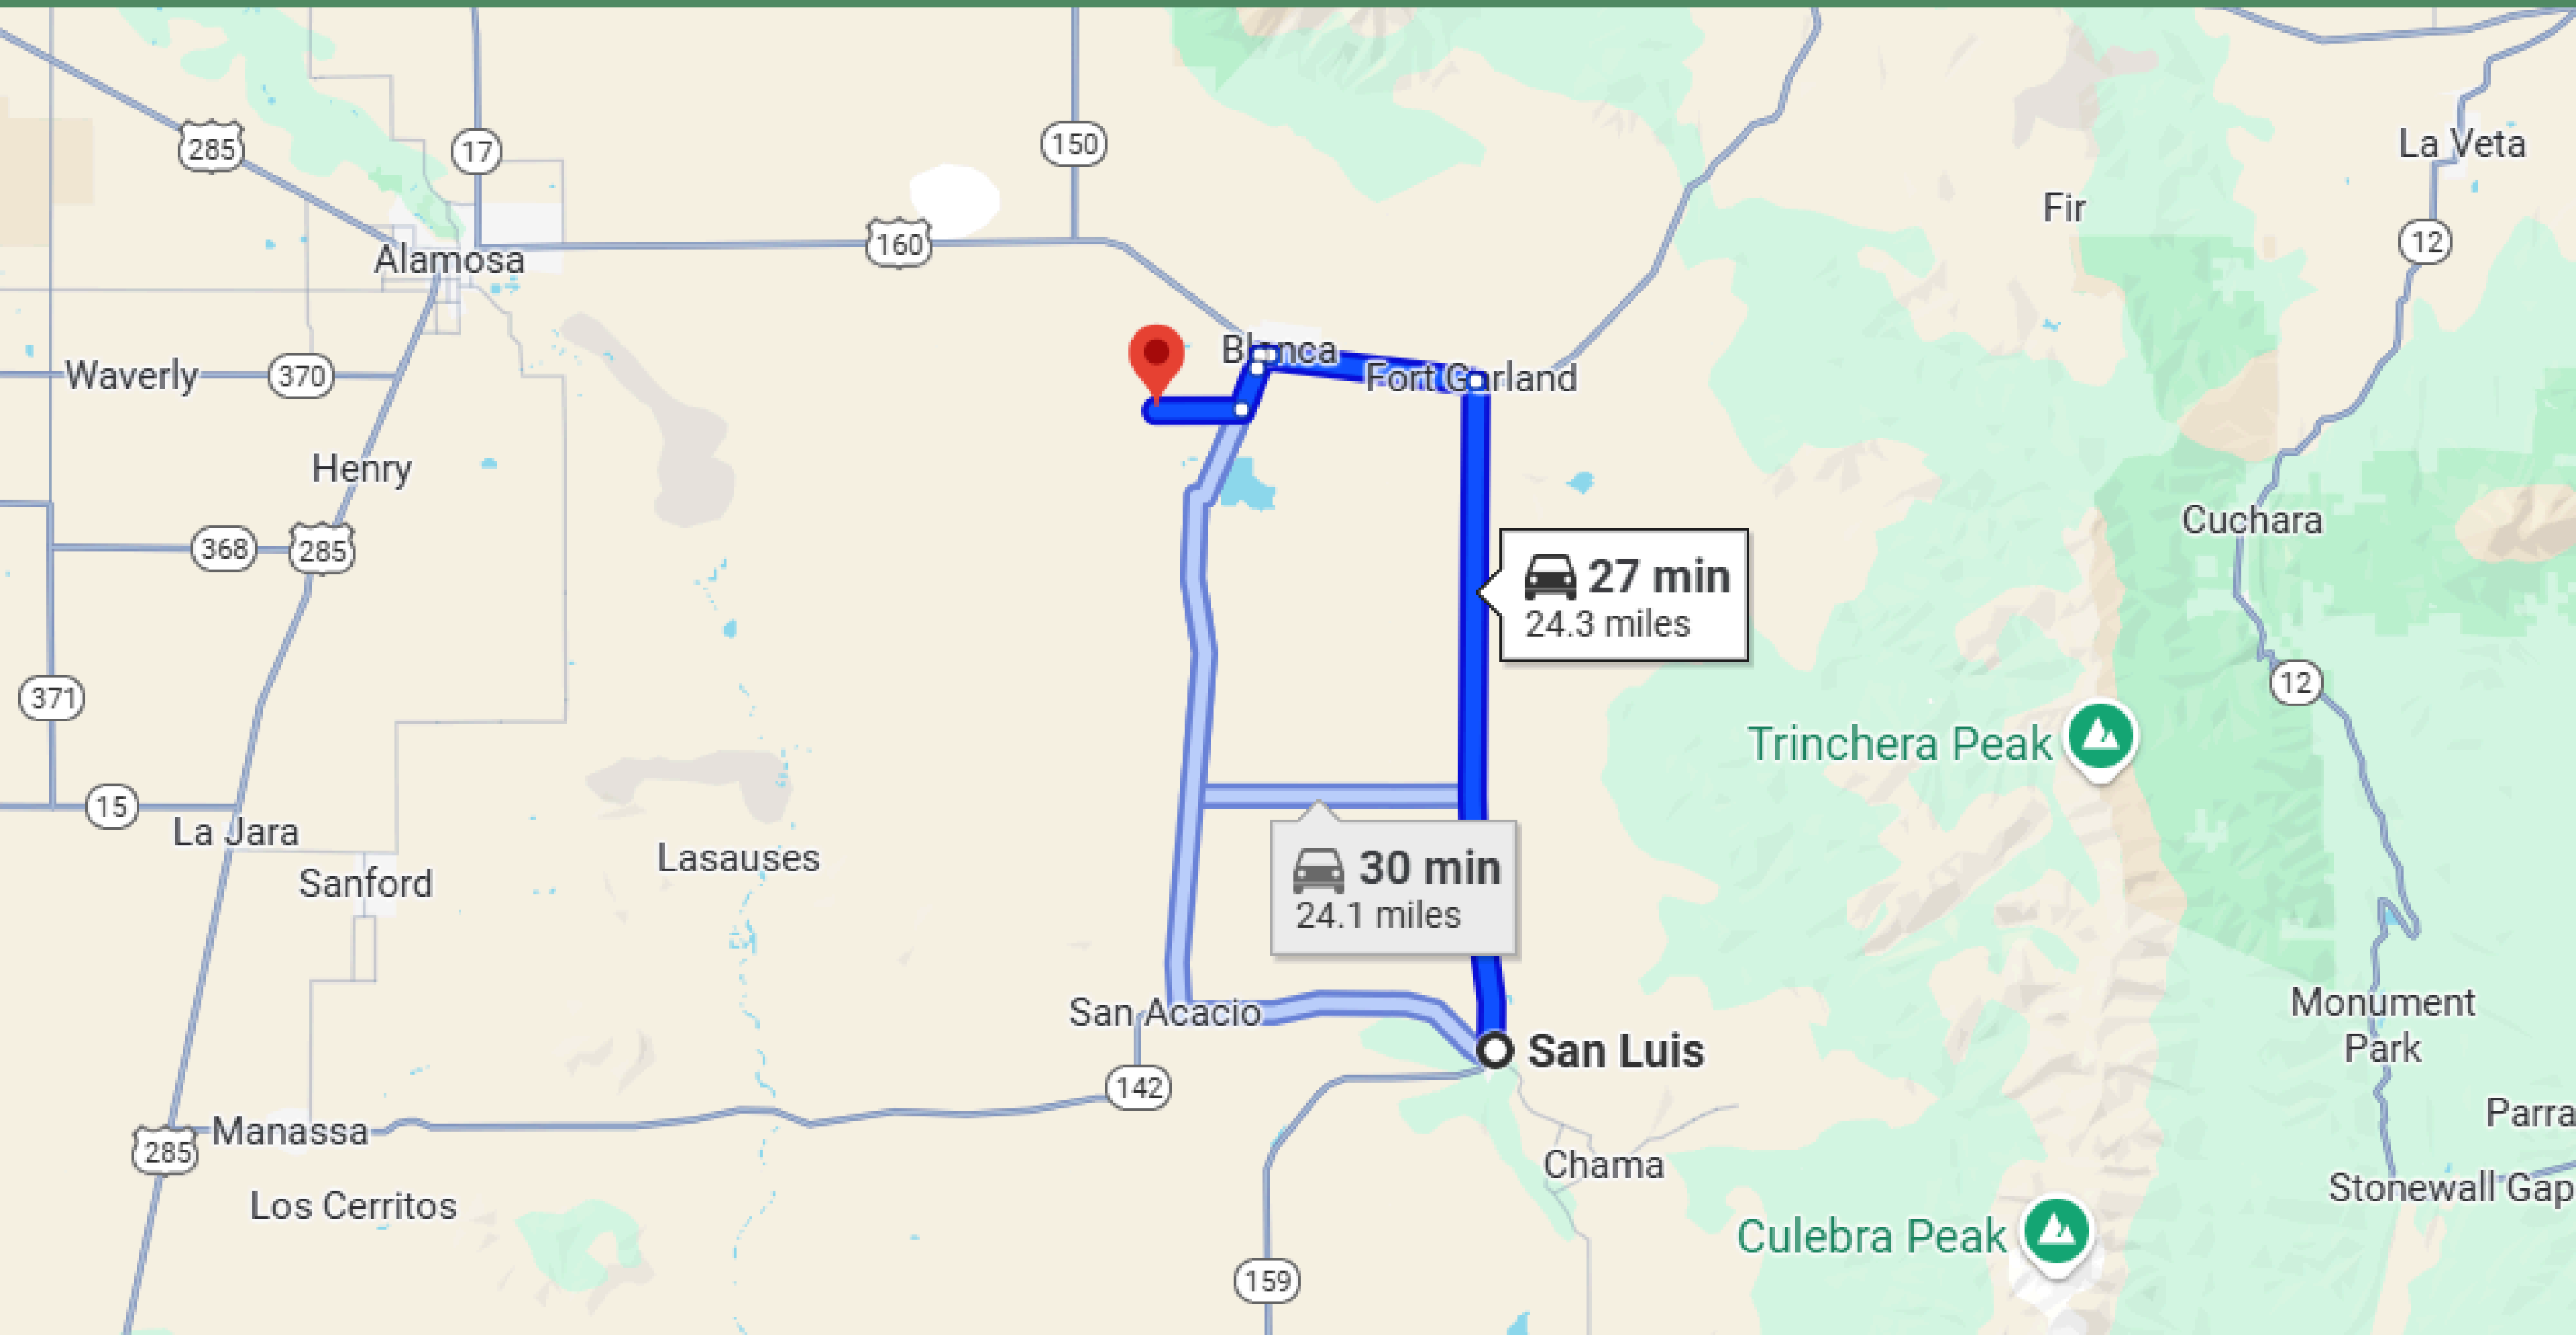 285
17
150
La Veta
Fir
12
160
Alamosa
Blanca
Waverly
370
Fort Garland
Henry
Cuchara
368
285
27 min
24.3 miles
12
371
Trinchera Peak
15
La Jara
Lasauses
30 min
24.1 miles
Sanford
San Acacio
Monument
Park
San Luis
142
Manassa
285
Parra
Chama
Stonewall Gap
Los Cerritos
Culebra Peak
159